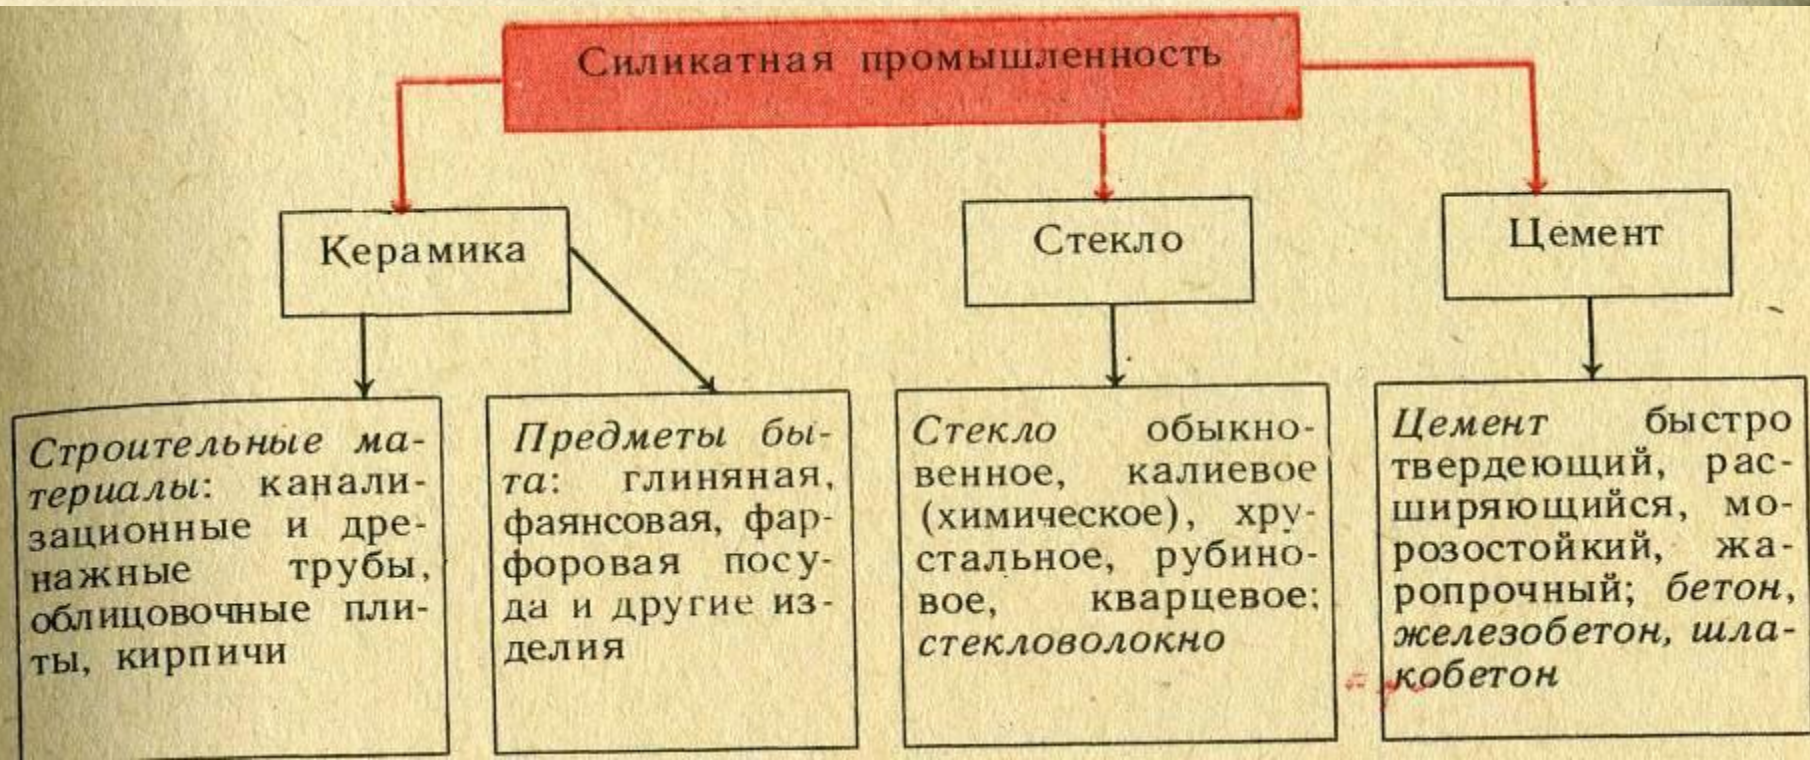 Силикатная промышленность
Керамика
Стекло
Цемент
Строительные ма-
териалы: канали-
зационные и дре-
нажные трубы,
облицовочные пли-
ты, кирпичи
Предметы бы-
та: глиняная,
фаянсовая, фар-
форовая посу-
да и другие из-
делия
Стекло обыкно-
венное, калиевое
(химическое), хру-
стальное, рубино-
вое, кварцевое;
стекловолокно
Цемент быстро
твердеющий, рас-
ширяющийся, мо-
розостойкий, жа-
ропрочный; бетон,
железобетон, шла-
кобетон